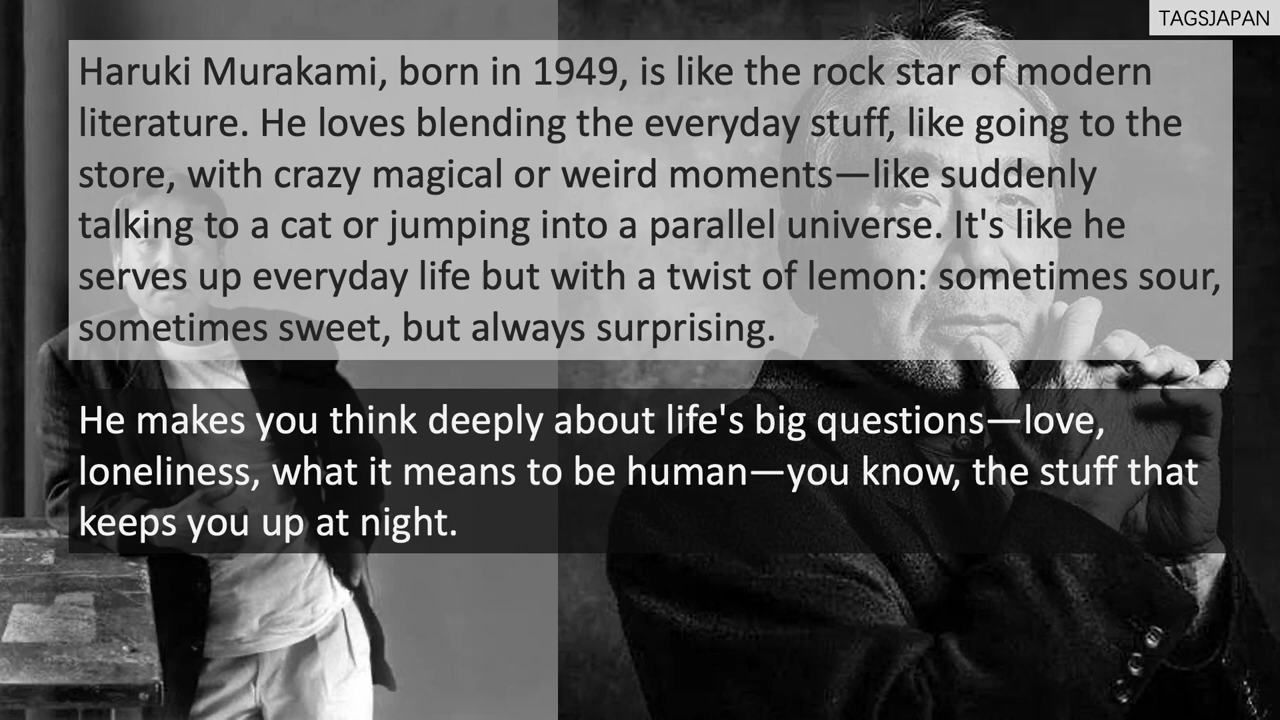 TAGSJAPAN
Haruki Murakami, born in 1949, is like the rock star of modern
literature. He loves blending the everyday stuff, like going to the
store, with crazy magical or weird moments—like suddenly
talking to a cat or jumping into a parallel universe. It's like he
serves up everyday life but with a twist of lemon: sometimes sour,
sometimes sweet, but always surprising.
He makes you think deeply about life's big questions—love,
loneliness, what it means to be human—you know, the stuff that
keeps you up at night.